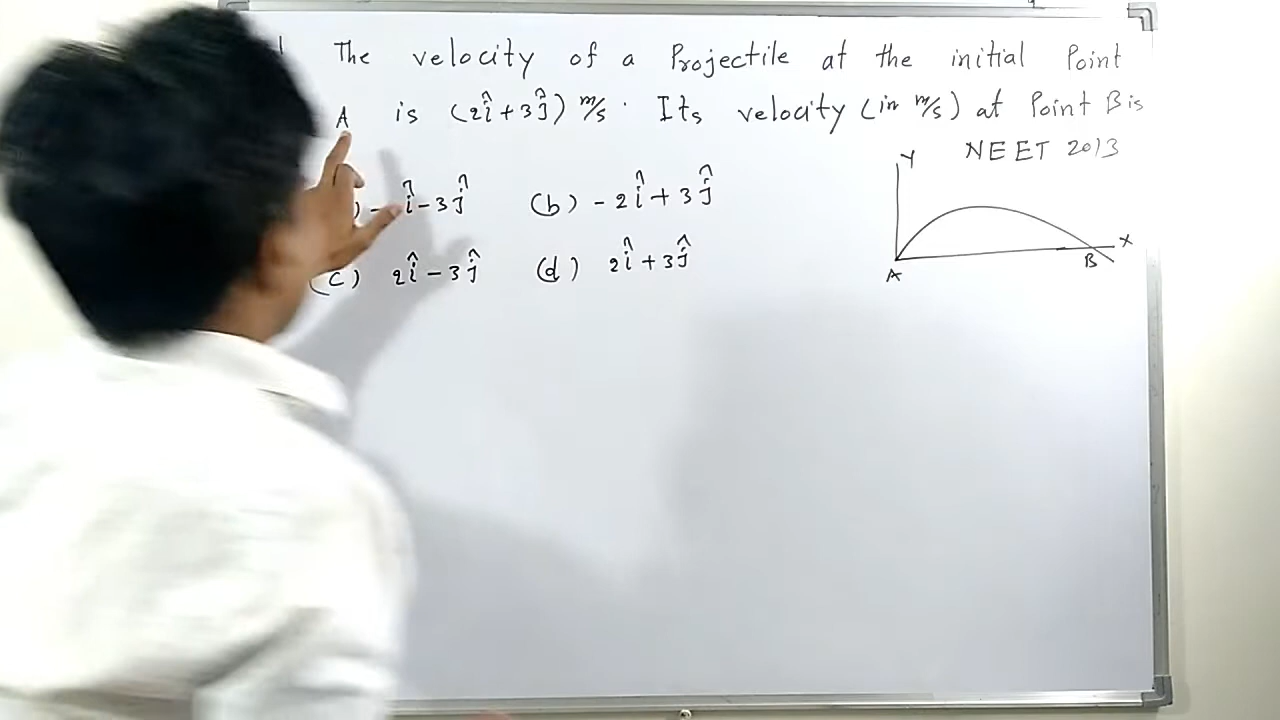 The velocity of a Projectile at the initial Point
A is (2î+3ĵ) m/s. Its velocity (in m/s) at Point B is
NEET 2013
) - î - 3ĵ (b) -2î + 3ĵ
(c) 2î - 3ĵ (d) 2î + 3ĵ
Y
X
A
B